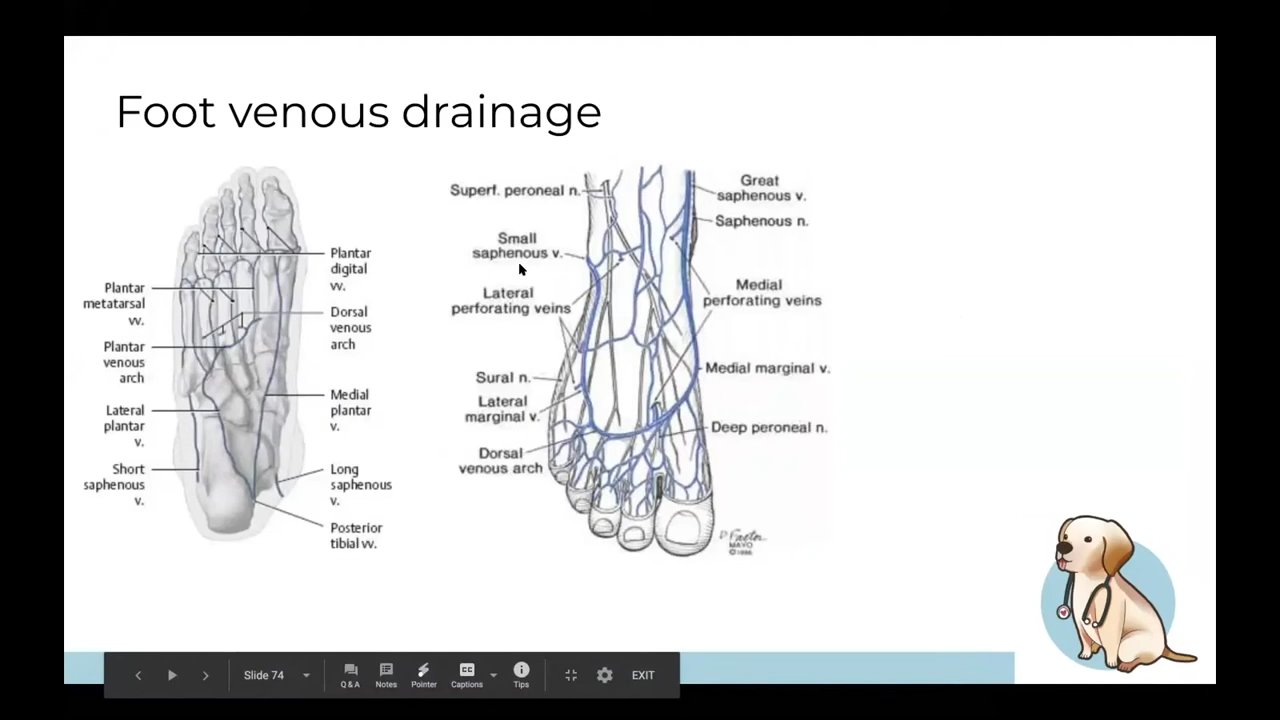 Foot venous drainage
Plantar
digital
vv.
Plantar
metatarsal
vv.
Dorsal
venous
arch
Plantar
venous
arch
Medial
plantar
v.
Lateral
plantar
v.
Short
saphenous
v.
Long
saphenous
v.
Posterior
tibial vv.
Superf. peroneal n.
Great
saphenous v.
Saphenous n.
Small
saphenous v.
Lateral
perforating veins
Medial
perforating veins
Medial marginal v.
Sural n.
Lateral
marginal v.
Deep peroneal n.
Dorsal
venous arch
MAYO
Slide 74
Q & A
Notes
Pointer
CC
Captions
Tips
EXIT